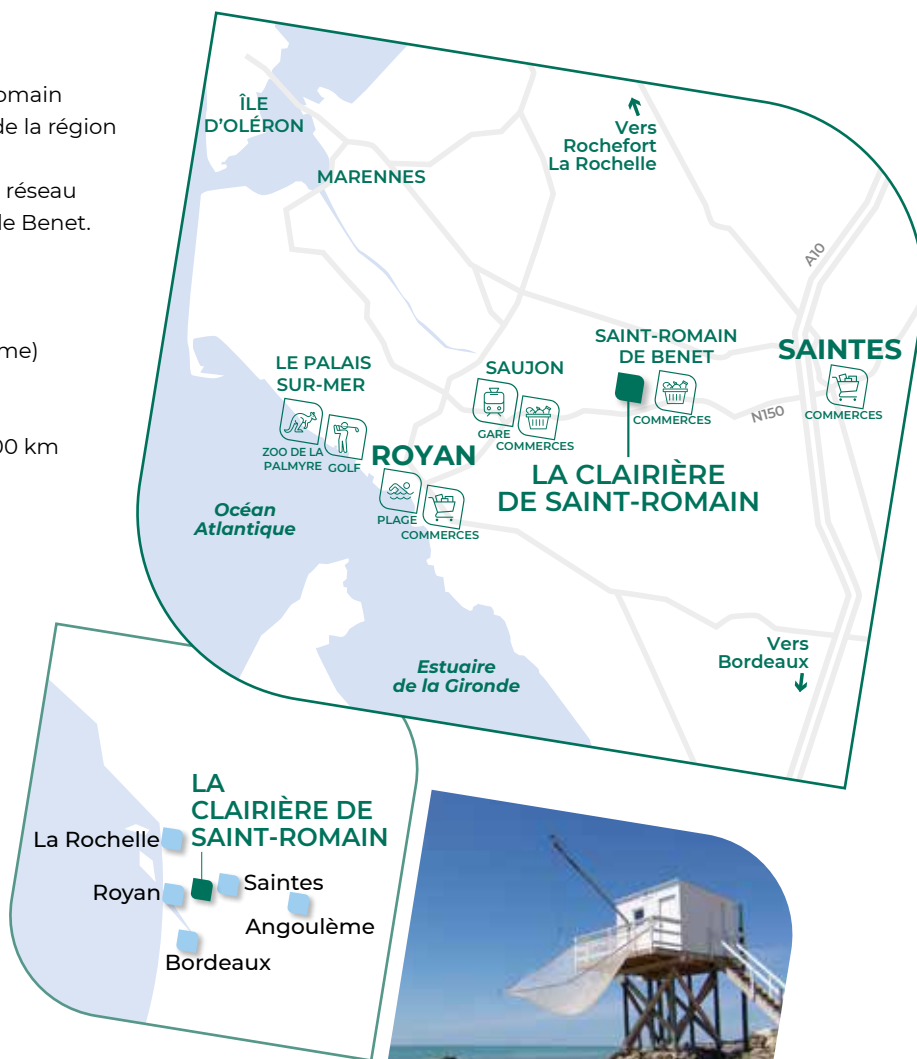 omain
de la région
réseau
de Benet.
me)
00 km
ÎLE
D'OLÉRON
MARENNES
Vers
Rochefort
La Rochelle
A10
LE PALAIS
SUR-MER
ZOO DE LA
PALMYRE
GOLF
ROYAN
PLAGE
COMMERCES
SAUJON
GARE
COMMERCES
SAINT-ROMAIN
DE BENET
COMMERCES
SAINTES
COMMERCES
N150
LA CLAIRIÈRE
DE SAINT-ROMAIN
Océan
Atlantique
Estuaire
de la Gironde
Vers
Bordeaux
LA
CLAIRIÈRE DE
SAINT-ROMAIN
La Rochelle
Royan
Saintes
Angoulème
Bordeaux